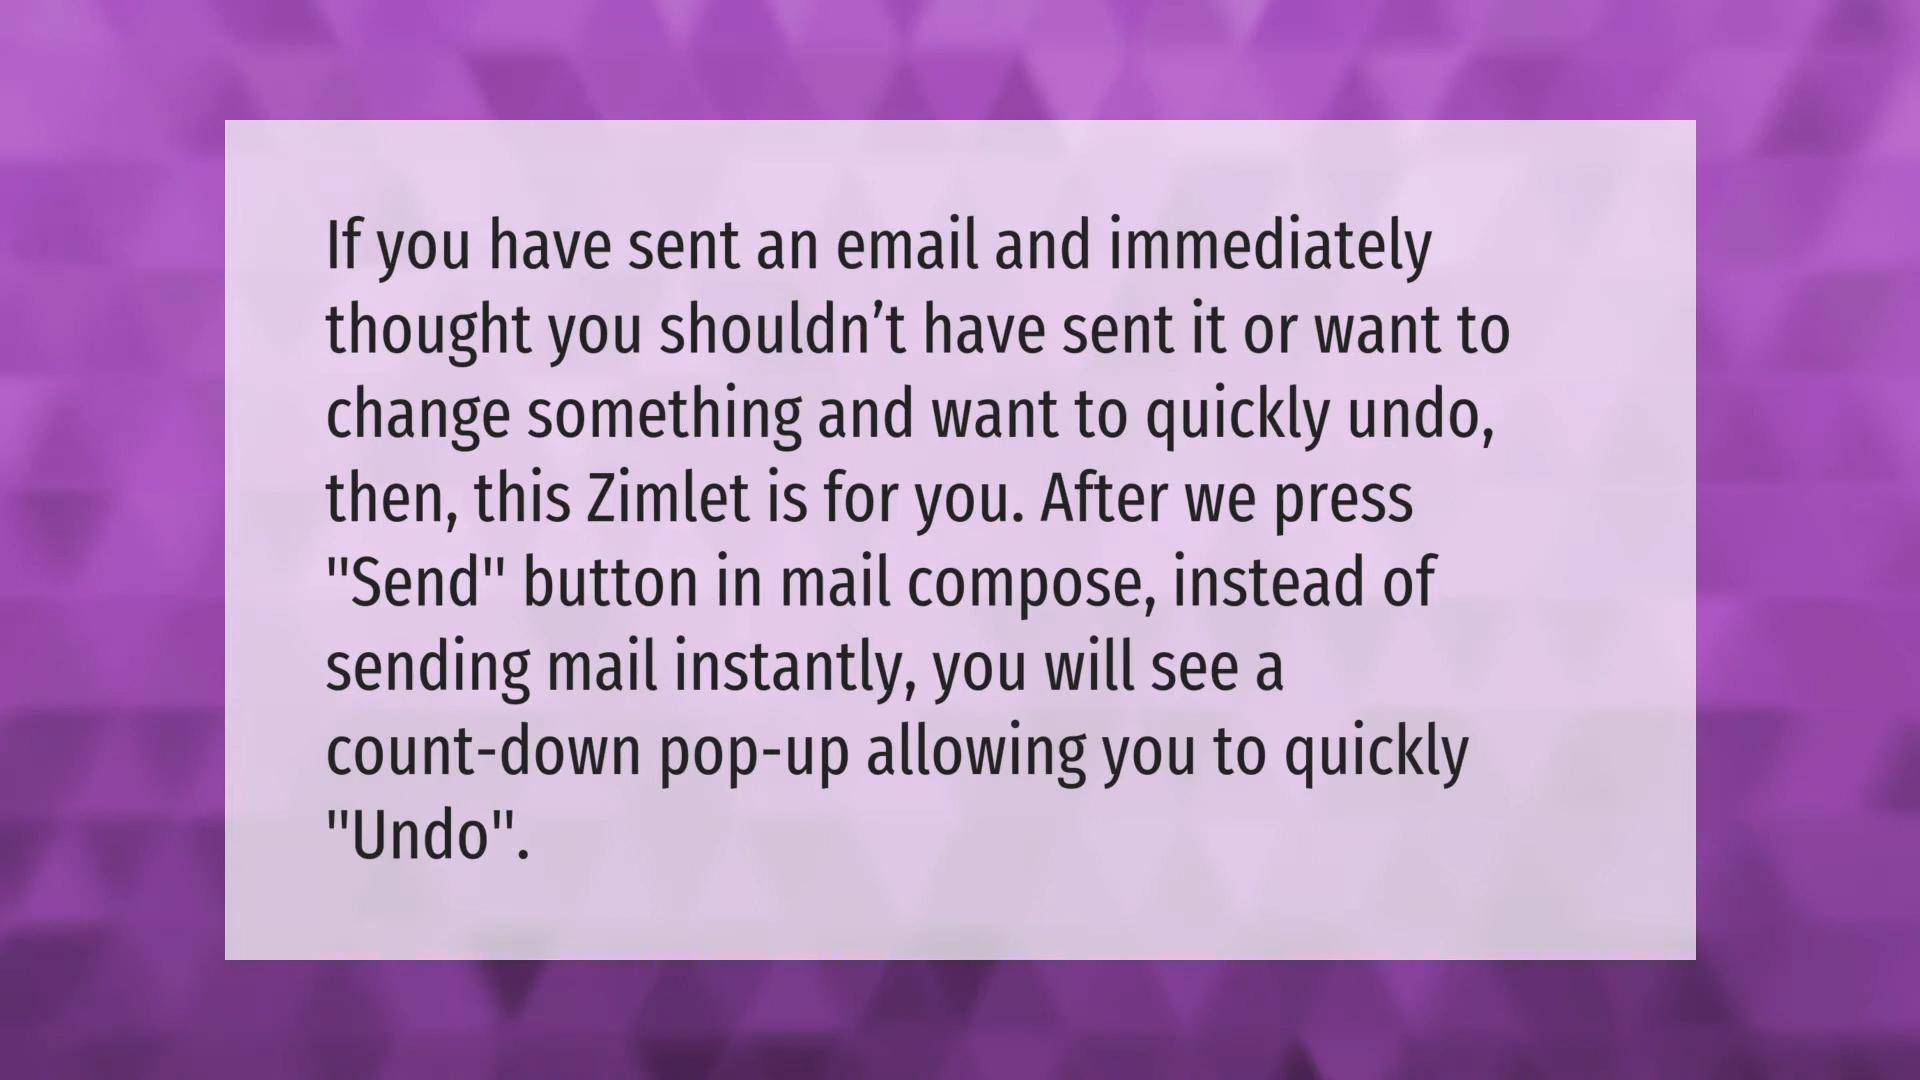 If you have sent an email and immediately
thought you shouldn’t have sent it or want to
change something and want to quickly undo,
then, this Zimlet is for you. After we press
"Send" button in mail compose, instead of
sending mail instantly, you will see a
count-down pop-up allowing you to quickly
"Undo".